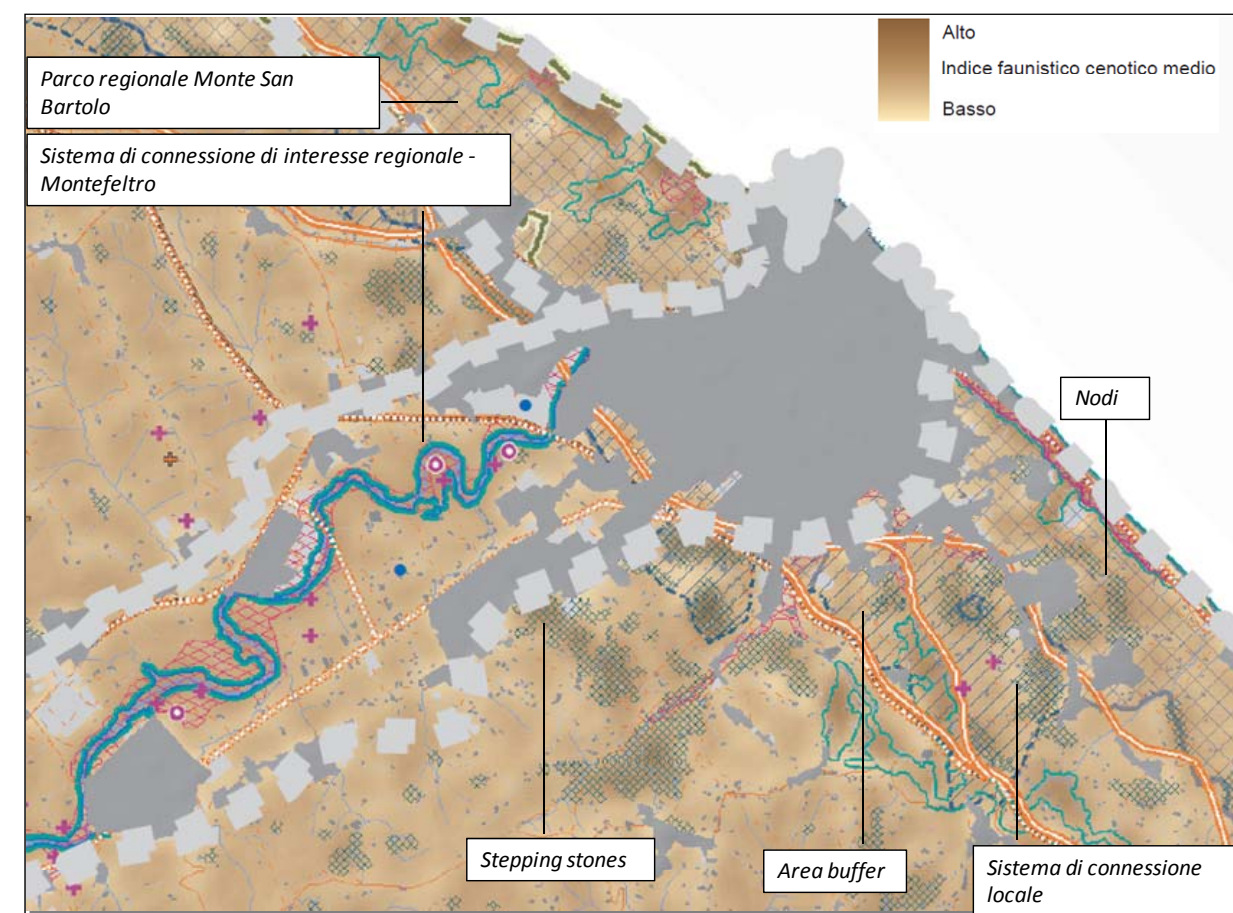 Alto
Indice faunistico cenotico medio
Basso
Parco regionale Monte San
Bartolo
Sistema di connessione di interesse regionale -
Montefeltro
Nodi
Stepping stones
Area buffer
Sistema di connessione
locale